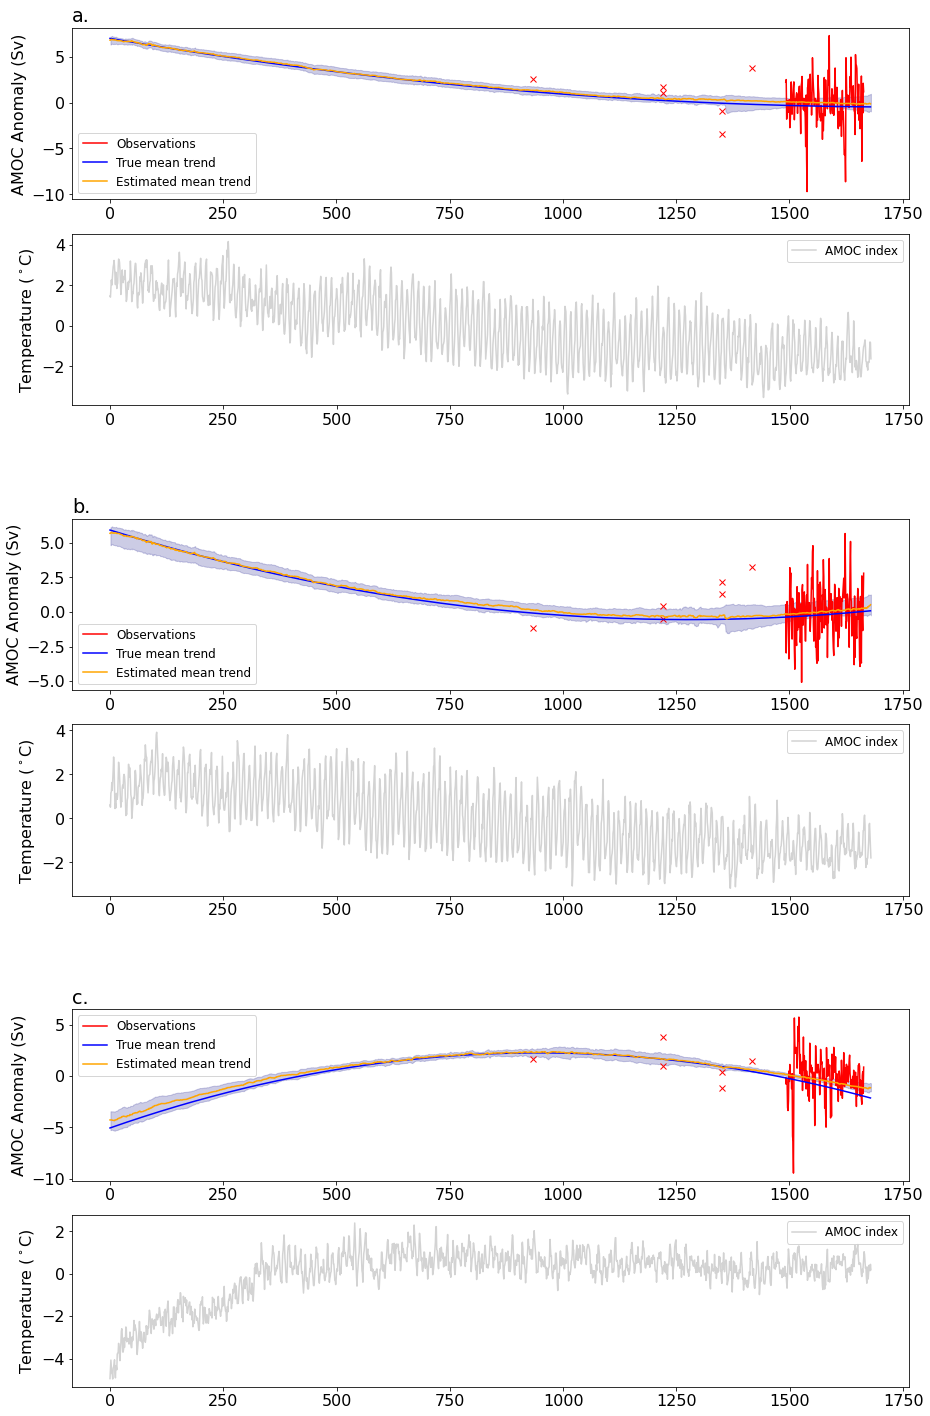 a.
AMOC Anomaly (Sv)
5
0
−5
−10
Observations
True mean trend
Estimated mean trend
0 250 500 750 1000 1250 1500 1750
Temperature (°C)
4
2
0
−2
AMOC index
0 250 500 750 1000 1250 1500 1750
b.
AMOC Anomaly (Sv)
5.0
2.5
0.0
−2.5
−5.0
Observations
True mean trend
Estimated mean trend
0 250 500 750 1000 1250 1500 1750
Temperature (°C)
4
2
0
−2
AMOC index
0 250 500 750 1000 1250 1500 1750
c.
AMOC Anomaly (Sv)
5
0
−5
−10
Observations
True mean trend
Estimated mean trend
0 250 500 750 1000 1250 1500 1750
Temperature (°C)
2
0
−2
−4
AMOC index
0 250 500 750 1000 1250 1500 1750